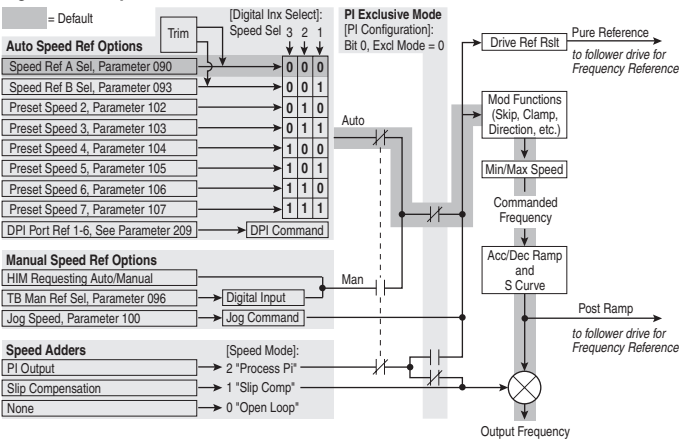 = Default
Trim
[Digital Inx Select]:
Speed Sel 3 2 1
PI Exclusive Mode
[PI Configuration]:
Bit 0, Excl Mode = 0
Drive Ref Rslt
Pure Reference
to follower drive for
Frequency Reference
Auto Speed Ref Options
Speed Ref A Sel, Parameter 090
0 0 0
Speed Ref B Sel, Parameter 093
0 0 1
Preset Speed 2, Parameter 102
0 1 0
Preset Speed 3, Parameter 103
0 1 1
Preset Speed 4, Parameter 104
1 0 0
Preset Speed 5, Parameter 105
1 0 1
Preset Speed 6, Parameter 106
1 1 0
Preset Speed 7, Parameter 107
1 1 1
DPI Port Ref 1-6, See Parameter 209
DPI Command
Auto
Mod Functions
(Skip, Clamp,
Direction, etc.)
Min/Max Speed
Commanded
Frequency
Acc/Dec Ramp
and
S Curve
Manual Speed Ref Options
HIM Requesting Auto/Manual
TB Man Ref Sel, Parameter 096
Digital Input
Jog Speed, Parameter 100
Jog Command
Man
Post Ramp
to follower drive for
Frequency Reference
Speed Adders
[Speed Mode]:
PI Output
2 "Process Pi"
Slip Compensation
1 "Slip Comp"
None
0 "Open Loop"
Output Frequency